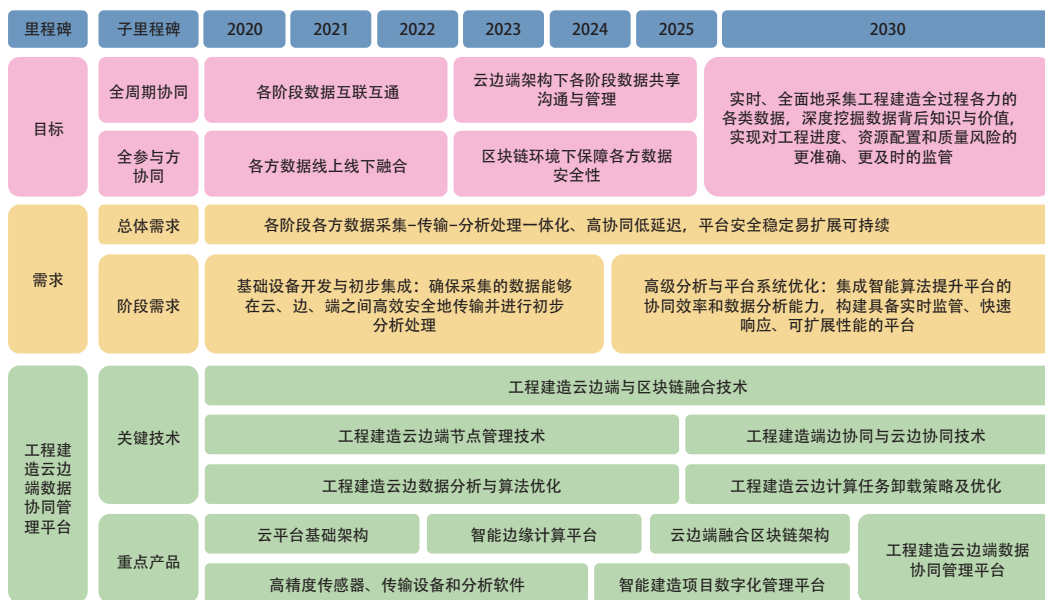 里程碑
子里程碑
2020
2021
2022
2023
2024
2025
2030
目标
全周期协同
各阶段数据互联互通
云边端架构下各阶段数据共享
沟通与管理
全参与方
协同
各方数据线上线下融合
区块链环境下保障各方数据
安全性
实时、全面地采集工程建造全过程各力的
各类数据，深度挖掘数据背后知识与价值，
实现对工程进度、资源配置和质量风险的
更准确、更及时的监管
需求
总体需求
各阶段各方数据采集–传输–分析处理一体化、高协同低延迟，平台安全稳定易扩展可持续
阶段需求
基础设备开发与初步集成：确保采集的数据能够
在云、边、端之间高效安全地传输并进行初步
分析处理
高级分析与平台系统优化：集成智能算法提升平台的
协同效率和数据分析能力，构建具备实时监管、快速
响应、可扩展性能的平台
工程建
造云边
端数据
协同管
理平台
关键技术
工程建造云边端与区块链融合技术
工程建造云边端节点管理技术
工程建造端边协同与云边协同技术
工程建造云边数据分析与算法优化
工程建造云边计算任务卸载策略及优化
重点产品
云平台基础架构
智能边缘计算平台
云边端融合区块链架构
工程建造云边端数据
协同管理平台
高精度传感器、传输设备和分析软件
智能建造项目数字化管理平台